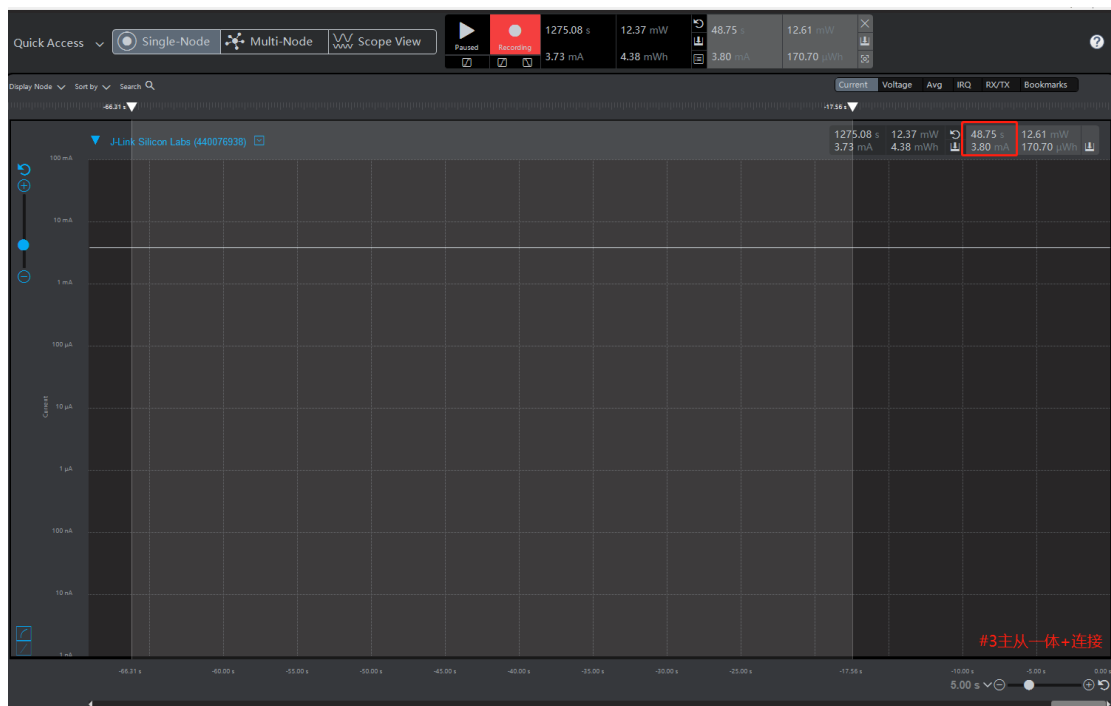 Quick Access Single-Node Multi-Node Scope View Paused Recording
1275.08 s 12.37 mW 48.75 s 12.61 mW
3.73 mA 4.38 mWh 3.80 mA 170.70 µWh
Display Node Sort by Search Current Voltage Avg IRQ RX/TX Bookmarks
-66.31 s -17.56 s
J-Link Silicon Labs (440076938)
1275.08 s 12.37 mW 48.75 s 12.61 mW
3.73 mA 4.38 mWh 3.80 mA 170.70 µWh
100 mA
10 mA
1 mA
100 µA
Current
10 µA
1 µA
100 nA
10 nA
#3主从一体+连接
1 nA
-66.31 s -60.00 s -55.00 s -50.00 s -45.00 s -40.00 s -35.00 s -30.00 s -25.00 s -17.56 s -10.00 s -5.00 s 0.00 s
5.00 s